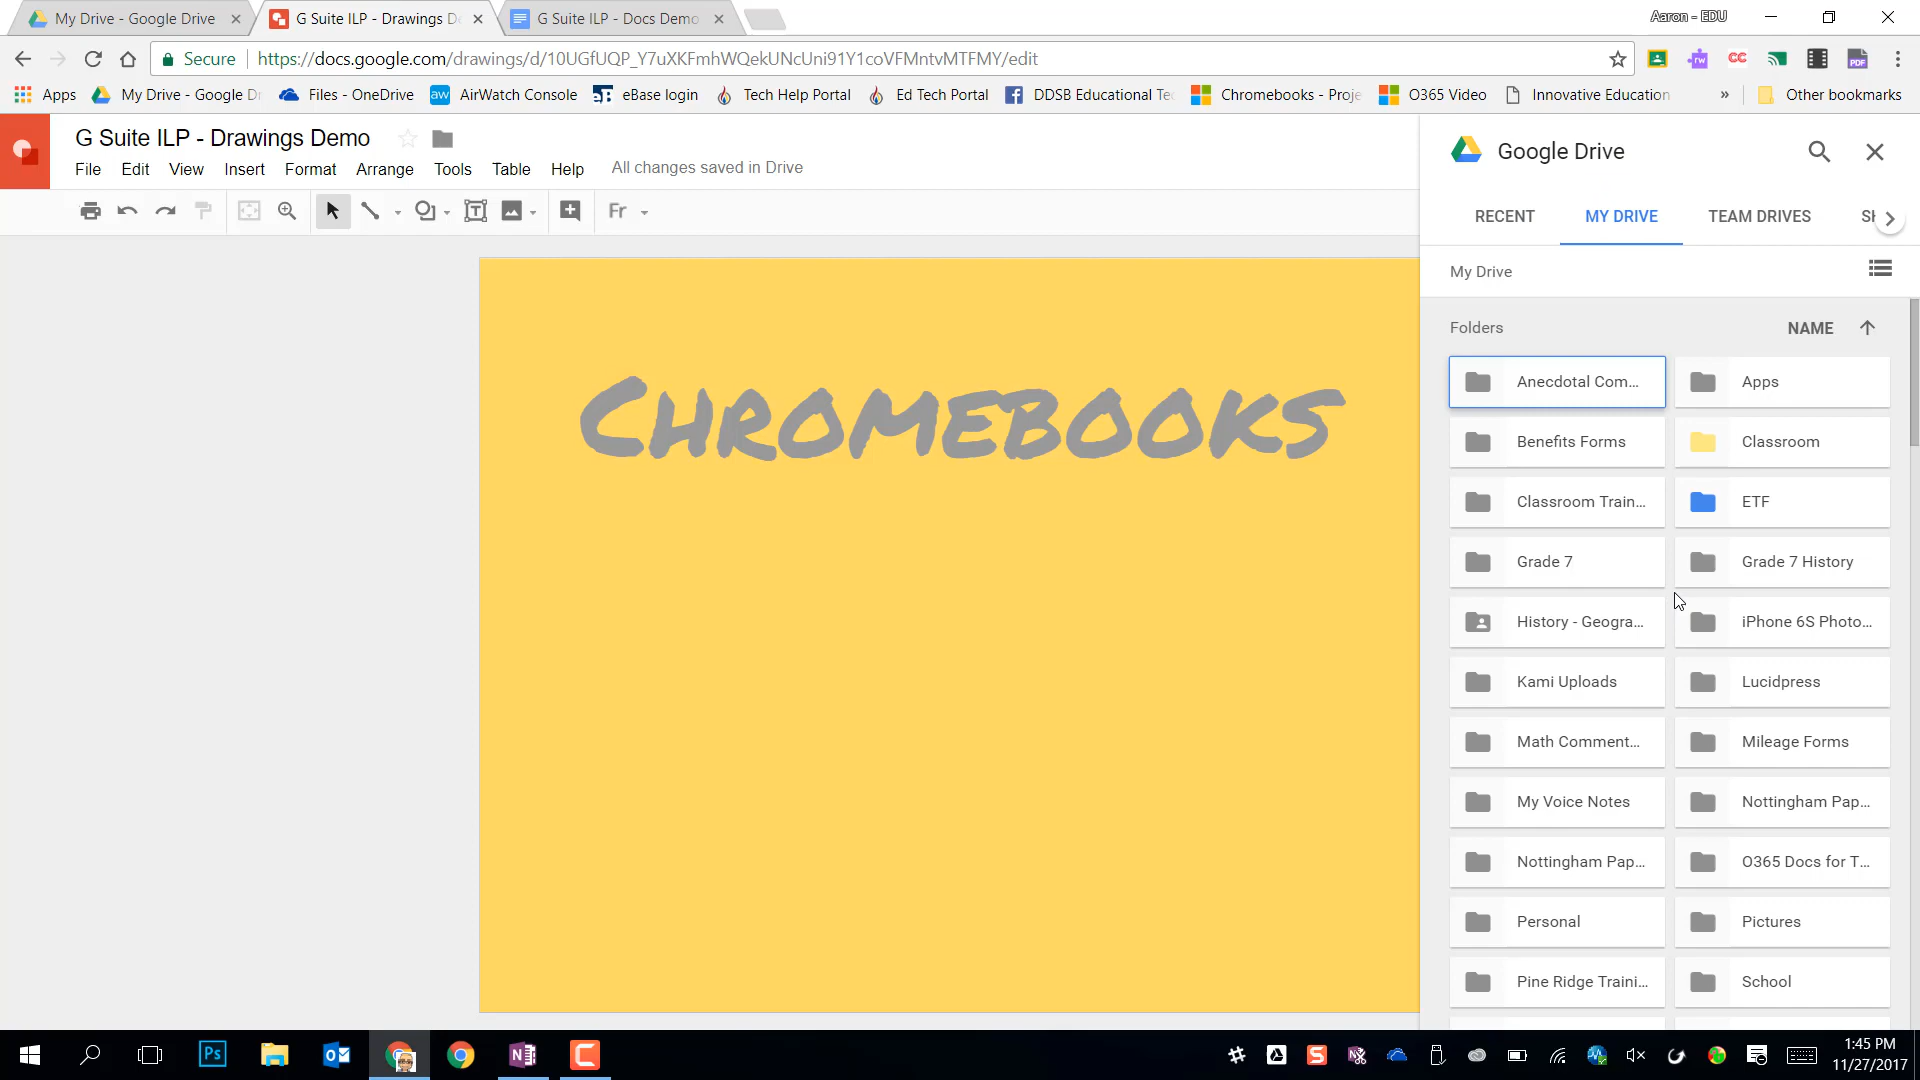 My Drive - Google Drive
G Suite ILP - Drawings De
G Suite ILP - Docs Demo
Aaron - EDU
Secure
https://docs.google.com/drawings/d/10UGfUQP_Y7uXKFmhWQekUNcUni91Y1coVFMntvMTFMY/edit
Apps
My Drive - Google Dr
Files - OneDrive
AirWatch Console
eBase login
Tech Help Portal
Ed Tech Portal
DDSB Educational Te
Chromebooks - Proje
O365 Video
Innovative Education
»
Other bookmarks
G Suite ILP - Drawings Demo
File Edit View Insert Format Arrange Tools Table Help All changes saved in Drive
Fr
CHROMEBOOKS
Google Drive
RECENT MY DRIVE TEAM DRIVES SH
My Drive
Folders NAME
Anecdotal Com...
Apps
Benefits Forms
Classroom
Classroom Train...
ETF
Grade 7
Grade 7 History
History - Geogra...
iPhone 6S Photo...
Kami Uploads
Lucidpress
Math Comment...
Mileage Forms
My Voice Notes
Nottingham Pap...
Nottingham Pap...
O365 Docs for T...
Personal
Pictures
Pine Ridge Traini...
School
1:45 PM
11/27/2017